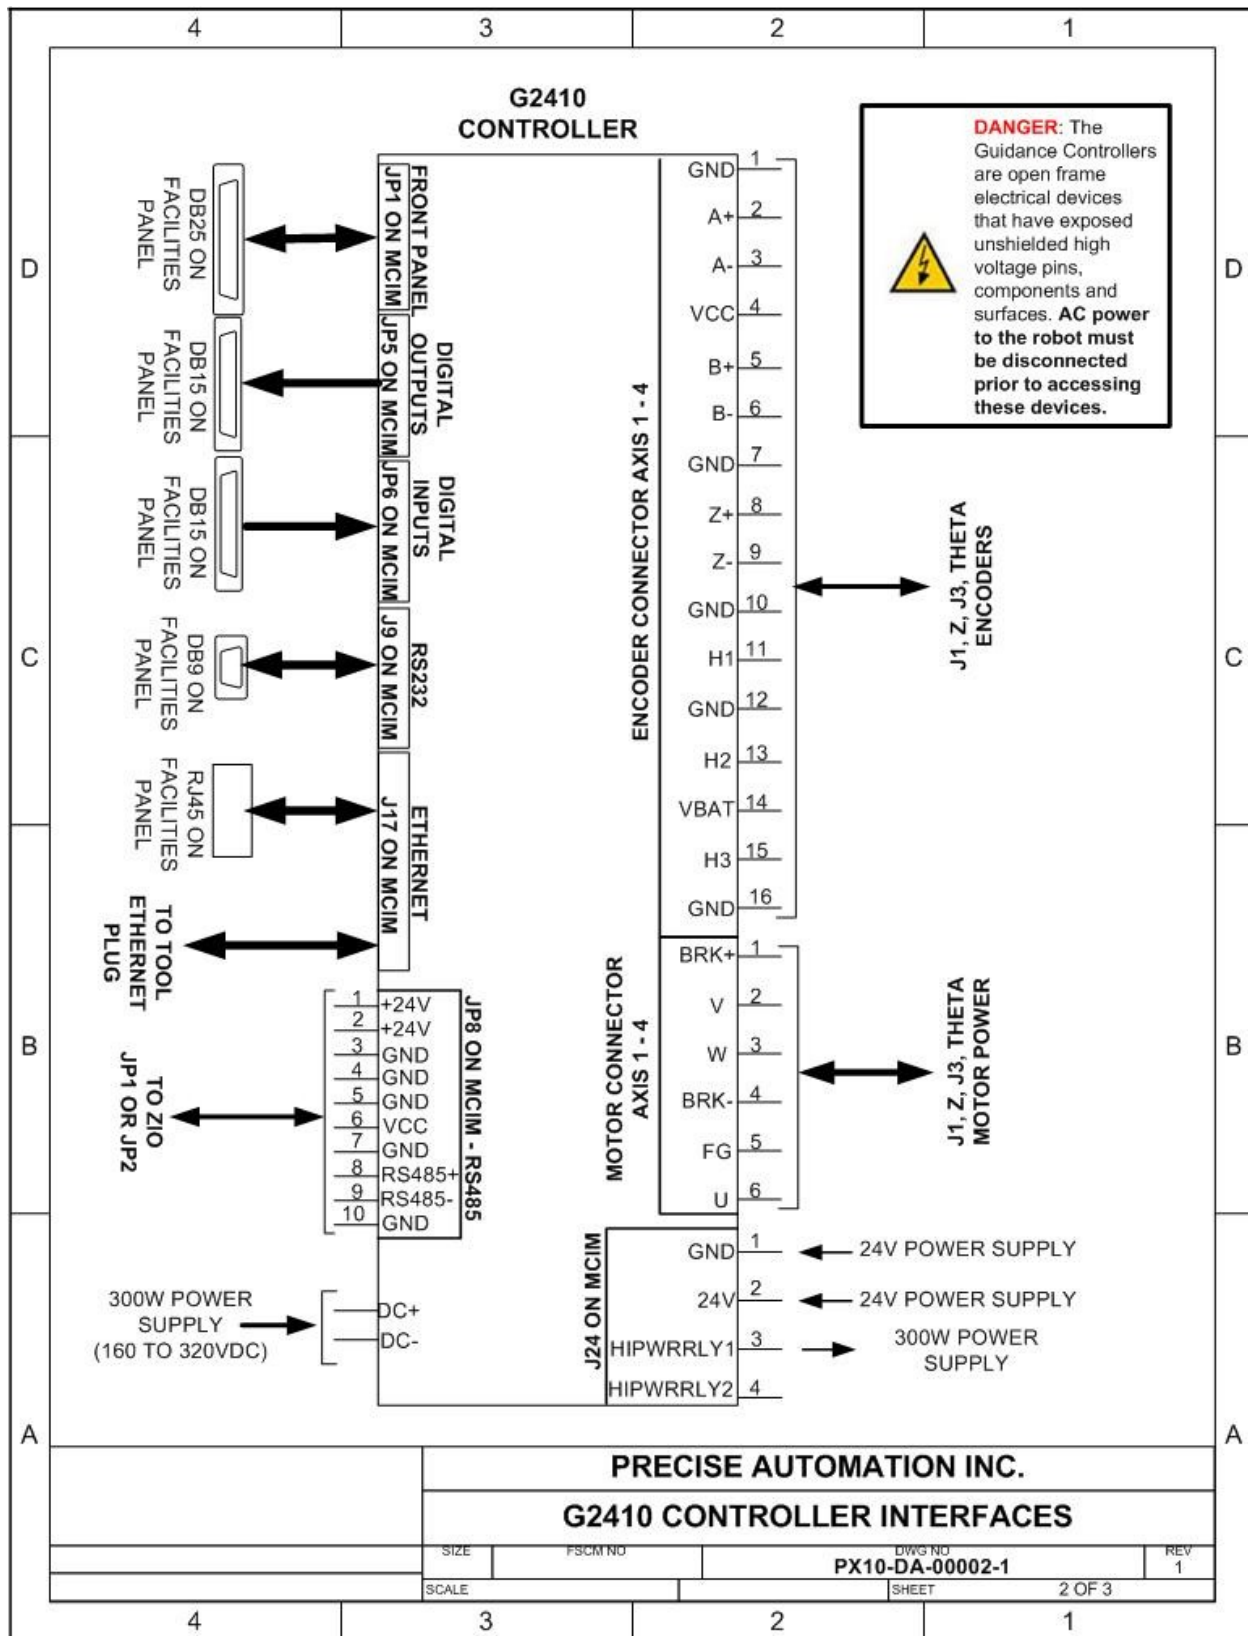 4 3 2 1
G2410
CONTROLLER
DANGER: The
Guidance Controllers
are open frame
electrical devices
that have exposed
unshielded high
voltage pins,
components and
surfaces. AC power
to the robot must
be disconnected
prior to accessing
these devices.
D
D
C
C
B
B
A
A
DB25 ON
FACILITIES
PANEL
FRONT PANEL
JP1 ON MCIM
DB15 ON
FACILITIES
PANEL
DIGITAL
OUTPUTS
JP5 ON MCIM
DB15 ON
FACILITIES
PANEL
DIGITAL
INPUTS
JP6 ON MCIM
DB9 ON
FACILITIES
PANEL
RS232
J9 ON MCIM
RJ45 ON
FACILITIES
PANEL
ETHERNET
J17 ON MCIM
TO TOOL
ETHERNET
PLUG
TO ZIO
JP1 OR JP2
JP8 ON MCIM - RS485
1 +24V
2 +24V
3 GND
4 GND
5 GND
6 VCC
7 GND
8 RS485+
9 RS485-
10 GND
300W POWER
SUPPLY
(160 TO 320VDC)
DC+
DC-
ENCODER CONNECTOR AXIS 1 - 4
GND 1
A+ 2
A- 3
VCC 4
B+ 5
B- 6
GND 7
Z+ 8
Z- 9
GND 10
H1 11
GND 12
H2 13
VBAT 14
H3 15
GND 16
J1, Z, J3, THETA
ENCODERS
MOTOR CONNECTOR
AXIS 1 - 4
BRK+ 1
V 2
W 3
BRK- 4
FG 5
U 6
J1, Z, J3, THETA
MOTOR POWER
J24 ON MCIM
GND 1 24V POWER SUPPLY
24V 2 24V POWER SUPPLY
HIPWRRLY1 3 300W POWER
SUPPLY
HIPWRRLY2 4
PRECISE AUTOMATION INC.
G2410 CONTROLLER INTERFACES
SIZE FSCM NO DWG NO REV
PX10-DA-00002-1 1
SCALE SHEET 2 OF 3
4 3 2 1